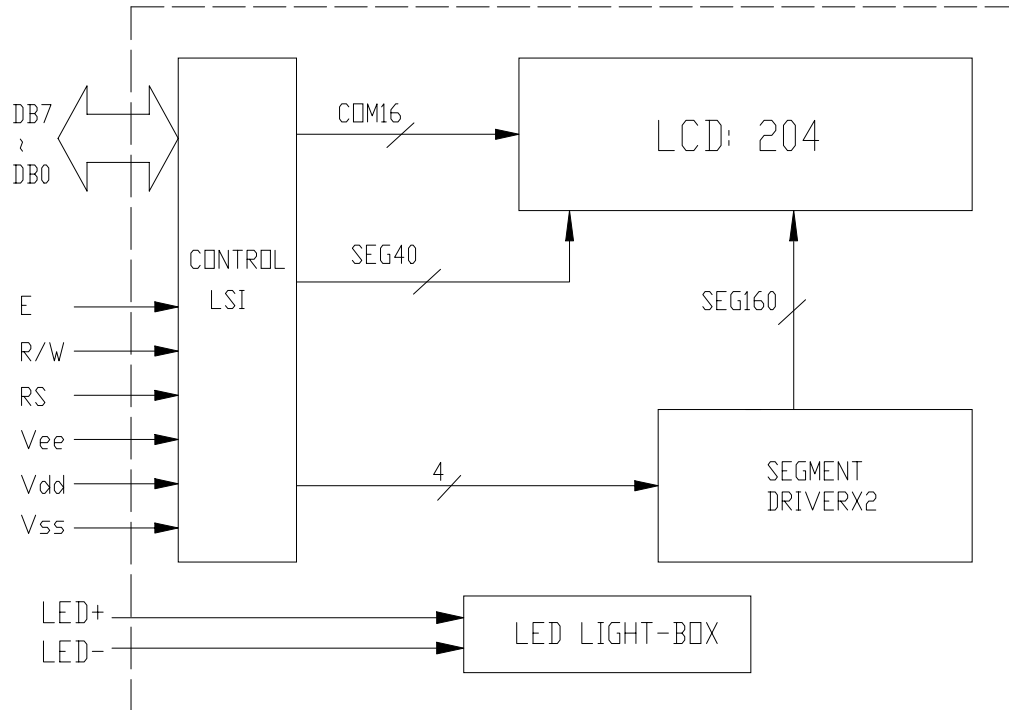 DB7
~
DB0
COM16
LCD: 204
CONTROL
LSI
SEG40
SEG160
E
R/W
RS
Vee
Vdd
Vss
4
SEGMENT
DRIVERX2
LED+
LED-
LED LIGHT-BOX